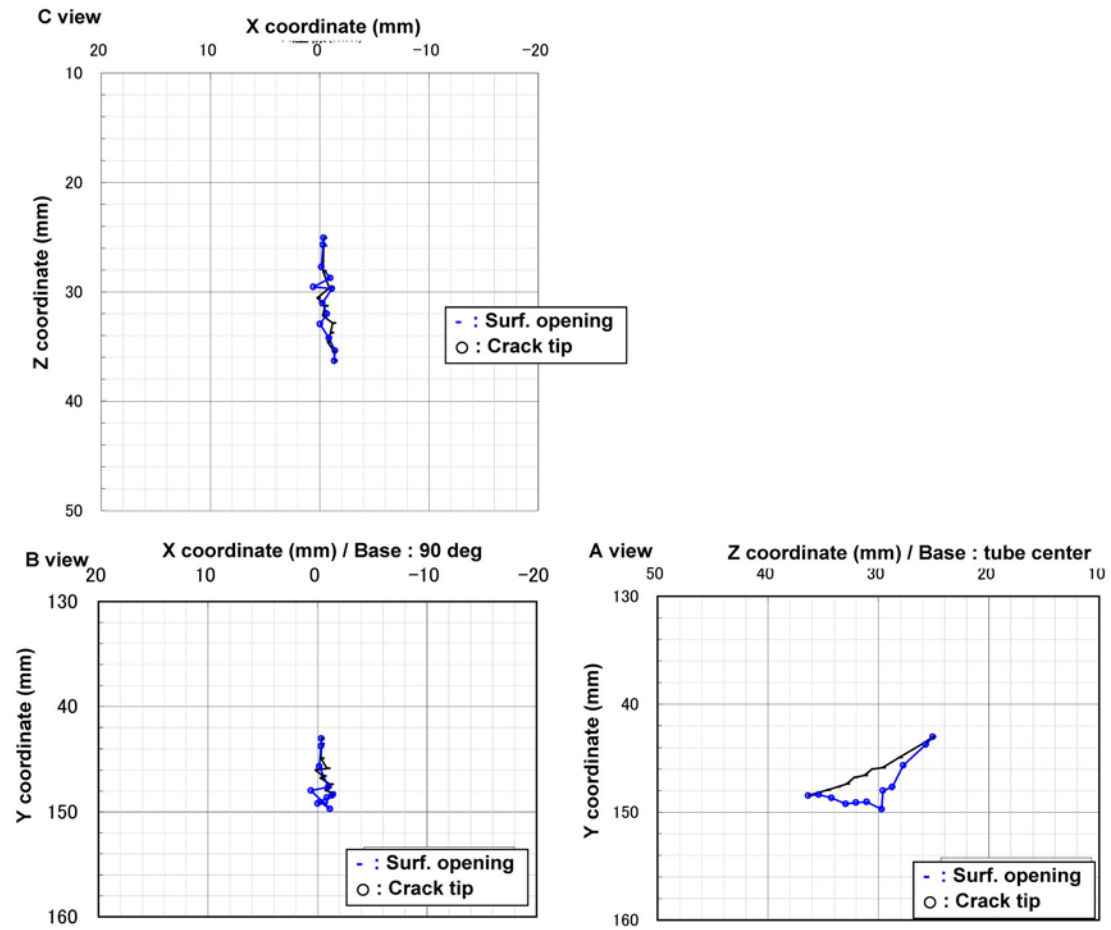 C view
X coordinate (mm)
20 10 0 -10 -20
10
20
30
40
50
Z coordinate (mm)
- : Surf. opening
○ : Crack tip
B view
X coordinate (mm) / Base : 90 deg
20 10 0 -10 -20
130
40
150
160
Y coordinate (mm)
- : Surf. opening
○ : Crack tip
A view
Z coordinate (mm) / Base : tube center
50 40 30 20 10
130
40
150
160
Y coordinate (mm)
- : Surf. opening
○ : Crack tip